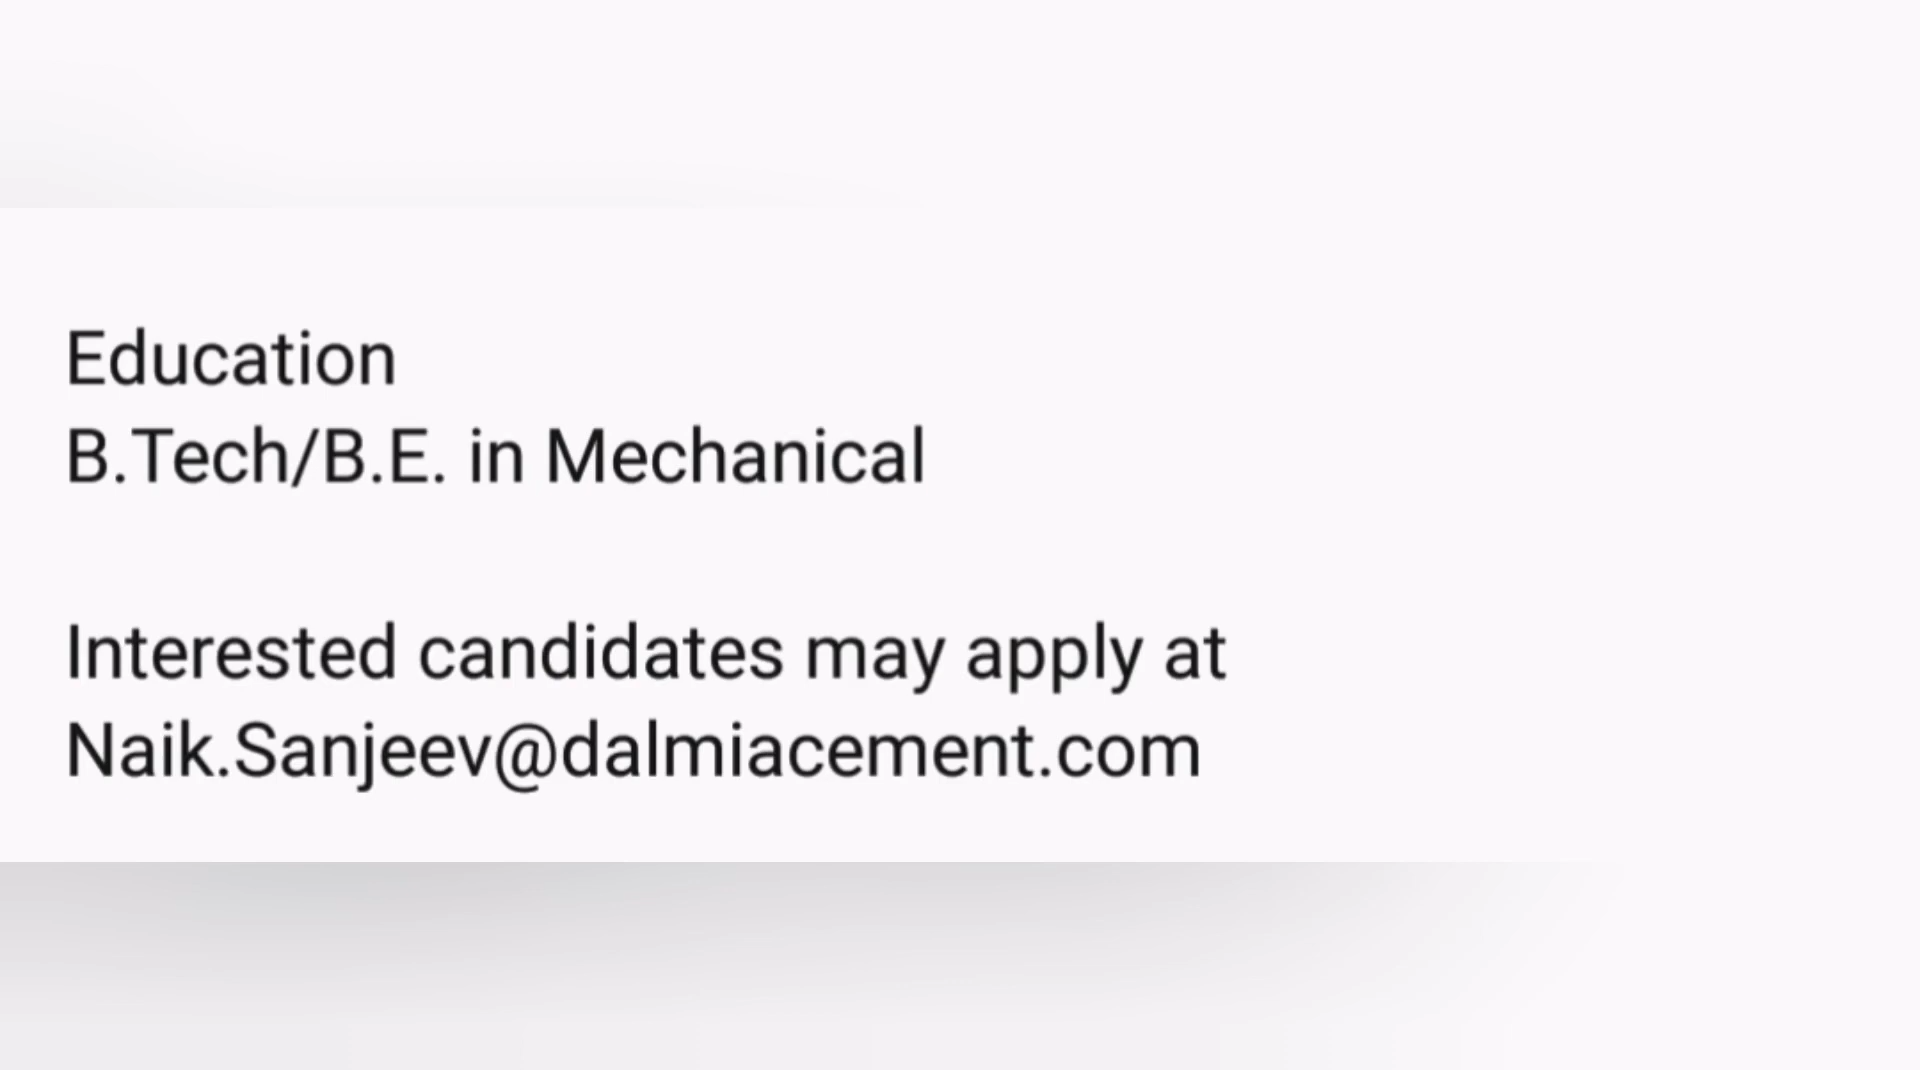 Education
B.Tech/B.E. in Mechanical
Interested candidates may apply at
Naik.Sanjeev@dalmiacement.com